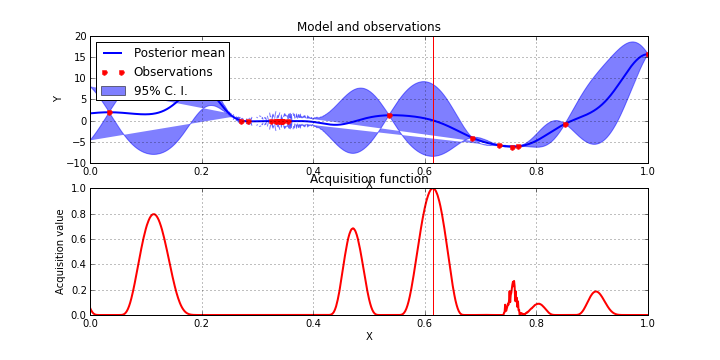 Model and observations
Y
20
15
10
5
0
−5
−10
Posterior mean
Observations
95% C. I.
0.0 0.2 0.4 0.6 0.8 1.0
X
Acquisition function
Acquisition value
1.0
0.8
0.6
0.4
0.2
0.0
0.0 0.2 0.4 0.6 0.8 1.0
X